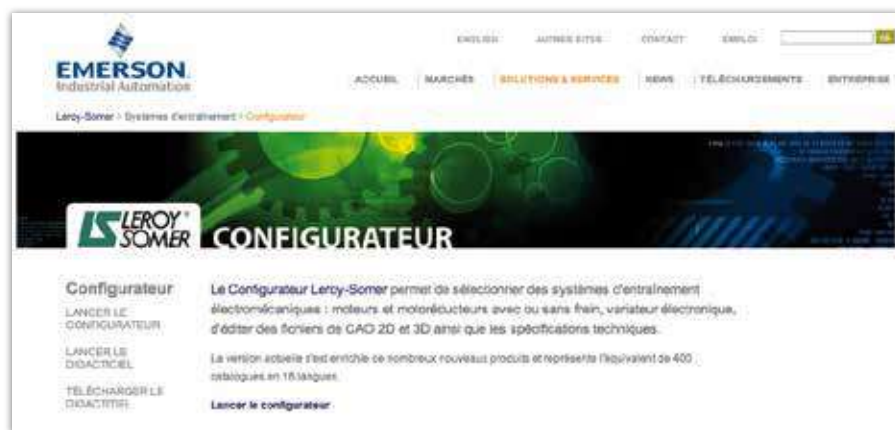 ENGLISH AUTRES SITES CONTACT EMPLOI
EMERSON
Industrial Automation
ACCUEIL MARCHÉS SOLUTIONS & SERVICES NEWS TÉLÉCHARGEMENTS ENTREPRISE
Leroy-Somer > Systèmes d'entraînement > Configurateur
LEROY SOMER
CONFIGURATEUR
Configurateur
LANCER LE
CONFIGURATEUR
LANCER LE
DIDACTICIEL
TÉLÉCHARGER LE
DIDACTITIEL
Le Configurateur Leroy-Somer permet de sélectionner des systèmes d'entraînement
électromécaniques : moteurs et motoréducteurs avec ou sans frein, variateur électronique,
d'éditer des fichiers de CAO 2D et 3D ainsi que les spécifications techniques.
La version actuelle s'est enrichie de nombreux nouveaux produits et représente l'équivalent de 400
catalogues en 16 langues.
Lancer le configurateur